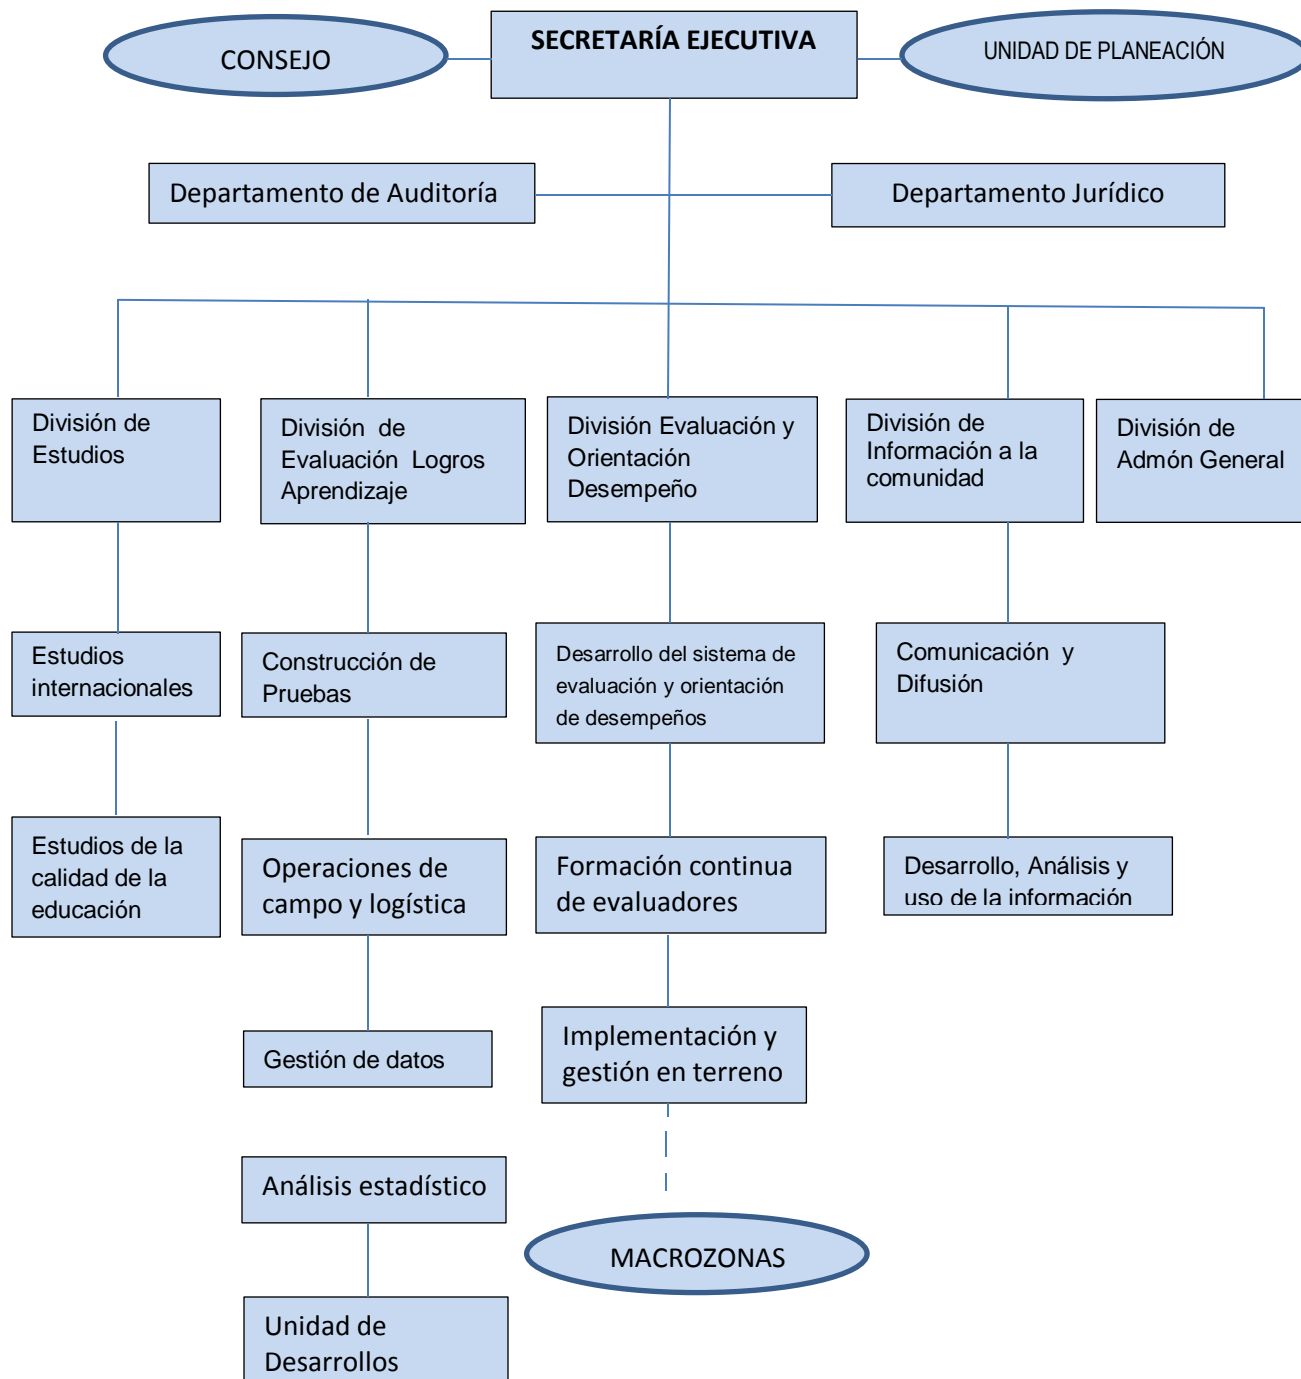 CONSEJO
SECRETARÍA EJECUTIVA
UNIDAD DE PLANEACIÓN
Departamento de Auditoría
Departamento Jurídico
División de
Estudios
División de
Evaluación Logros
Aprendizaje
División Evaluación y
Orientación
Desempeño
División de
Información a la
comunidad
División de
Admón General
Estudios
internacionales
Construcción de
Pruebas
Desarrollo del sistema de
evaluación y orientación
de desempeños
Comunicación y
Difusión
Estudios de la
calidad de la
educación
Operaciones de
campo y logística
Formación continua
de evaluadores
Desarrollo, Análisis y
uso de la información
Gestión de datos
Implementación y
gestión en terreno
Análisis estadístico
MACROZONAS
Unidad de
Desarrollos